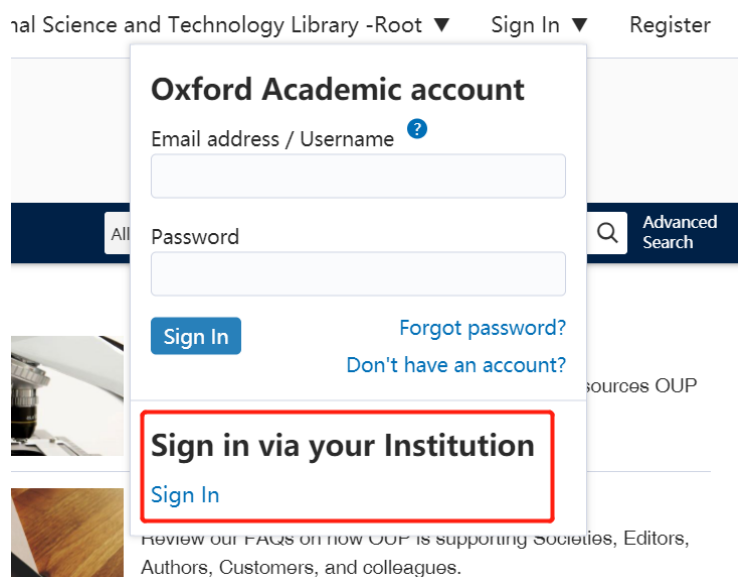 nal Science and Technology Library -Root ▼ Sign In ▼ Register
Oxford Academic account
Email address / Username ?
All
Advanced
Search
Password
Sign In
Forgot password?
Don't have an account?
sources OUP
Sign in via your Institution
Sign In
Review our FAQs on how OUP is supporting Societies, Editors,
Authors, Customers, and colleagues.